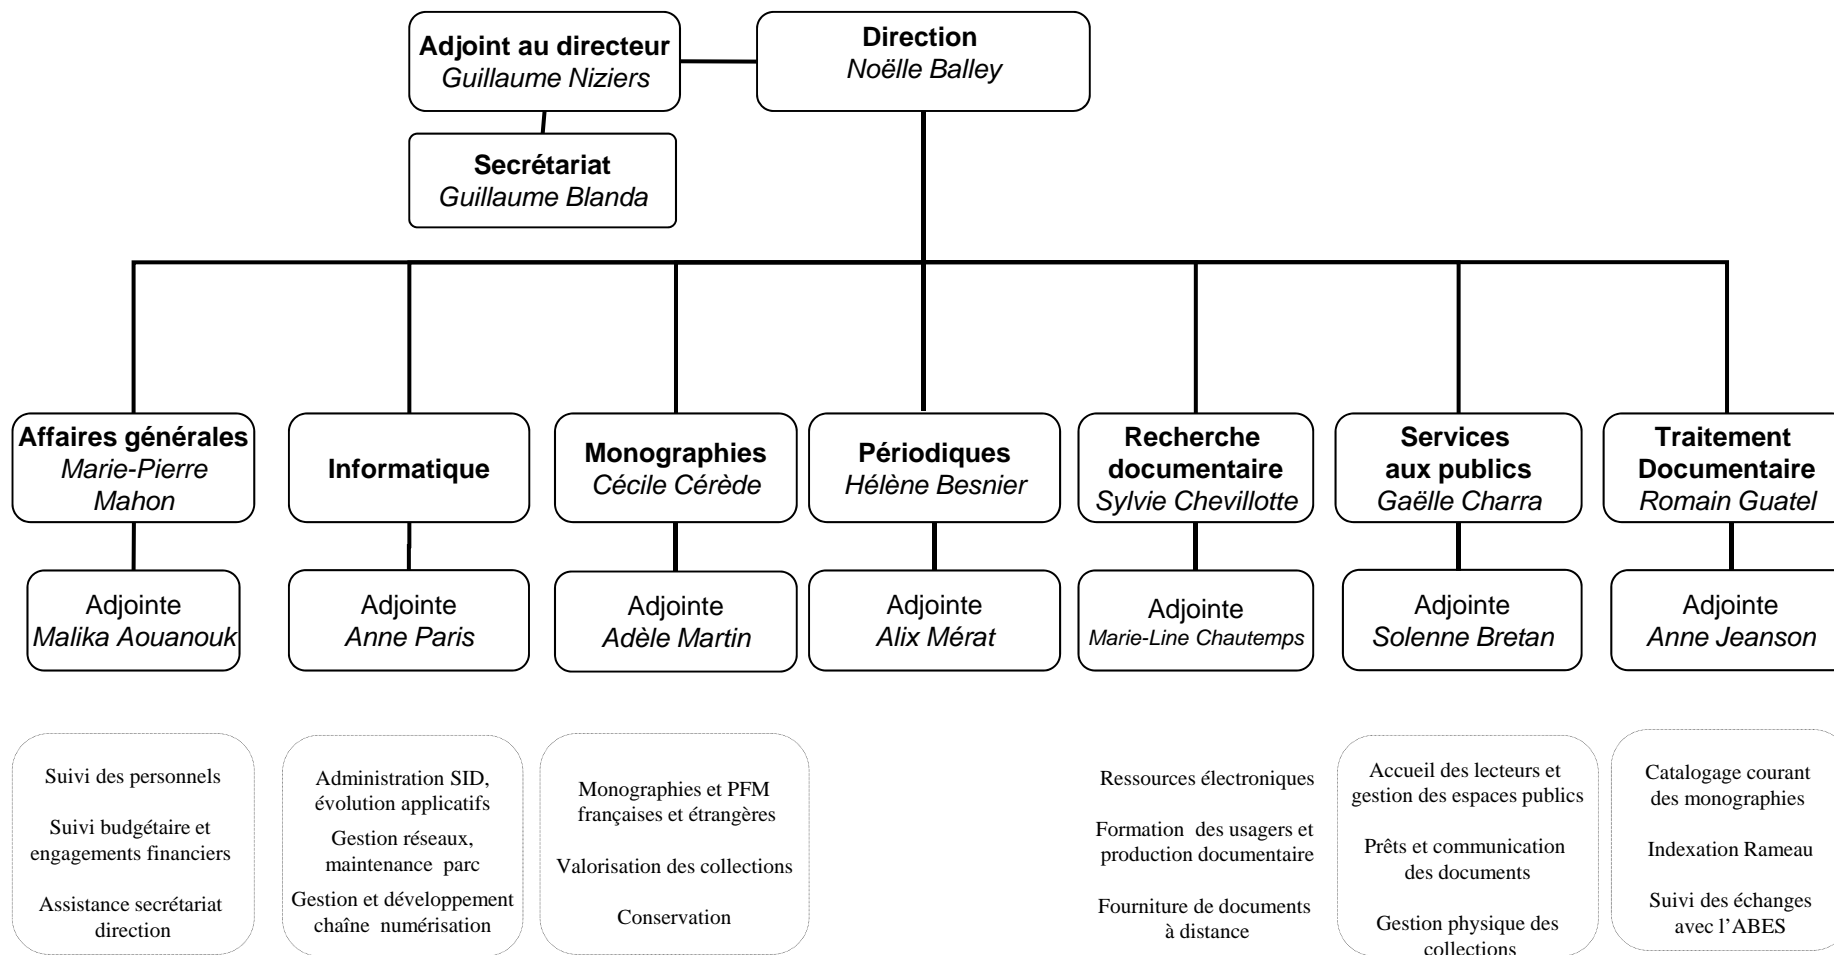 Adjoint au directeur
Guillaume Niziers
Direction
Noëlle Balley
Secrétariat
Guillaume Blanda
Affaires générales
Marie-Pierre
Mahon
Informatique
Monographies
Cécile Cérède
Périodiques
Hélène Besnier
Recherche
documentaire
Sylvie Chevillotte
Services
aux publics
Gaëlle Charra
Traitement
Documentaire
Romain Guatel
Adjointe
Malika Aouanouk
Adjointe
Anne Paris
Adjointe
Adèle Martin
Adjointe
Alix Mérat
Adjointe
Marie-Line Chautemps
Adjointe
Solenne Bretan
Adjointe
Anne Jeanson
Suivi des personnels
Suivi budgétaire et
engagements financiers
Assistance secrétariat
direction
Administration SID,
évolution applicatifs
Gestion réseaux,
maintenance parc
Gestion et développement
chaîne numérisation
Monographies et PFM
françaises et étrangères
Valorisation des collections
Conservation
Ressources électroniques
Formation des usagers et
production documentaire
Fourniture de documents
à distance
Accueil des lecteurs et
gestion des espaces publics
Prêts et communication
des documents
Gestion physique des
collections
Catalogage courant
des monographies
Indexation Rameau
Suivi des échanges
avec l'ABES